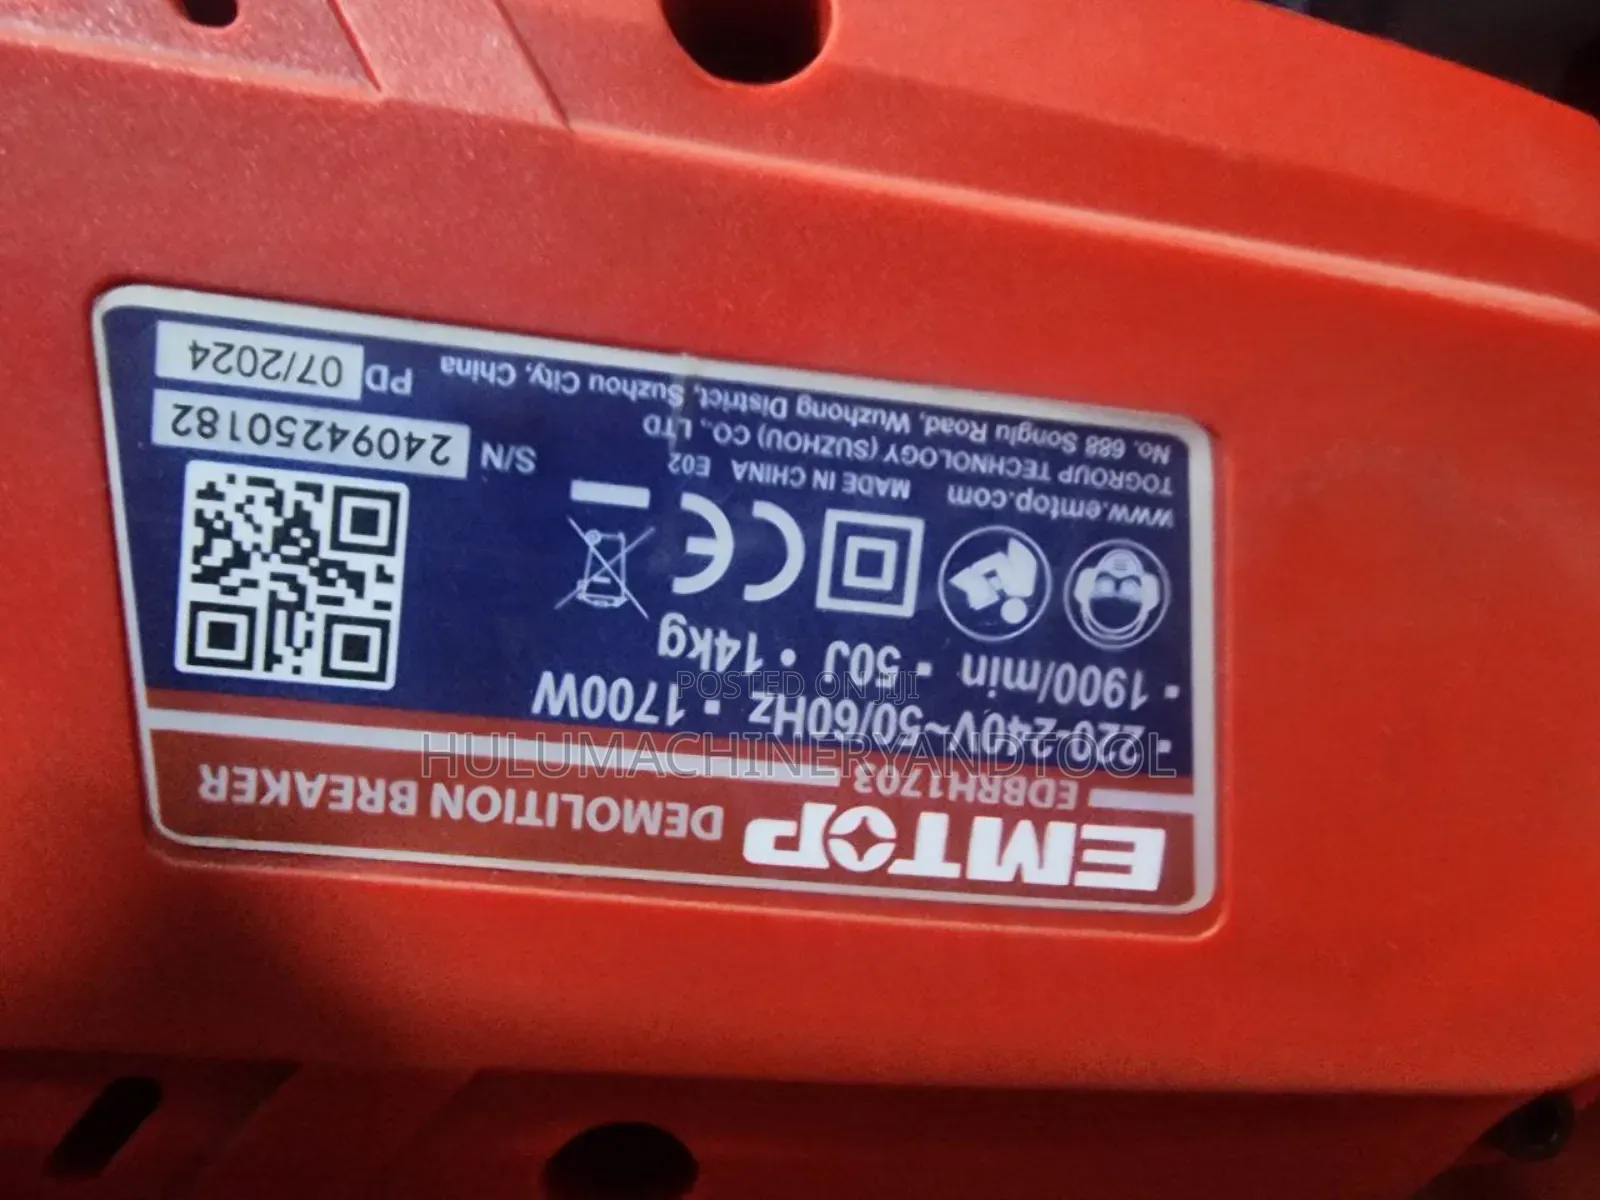 EMTOP DEMOLITION BREAKER
EDBRH1703
• 220-240V~50/60Hz • 1700W
• 1900/min • 50J • 14kg
CE
www.emtop.com MADE IN CHINA E02
TOGROUP TECHNOLOGY (SUZHOU) CO., LTD
No. 688 Songlu Road, Wuzhong District, Suzhou City, China
S/N 24094250182
PD 07/2024
POSTED ON JIJI
HULUMACHINERYANDTOOL